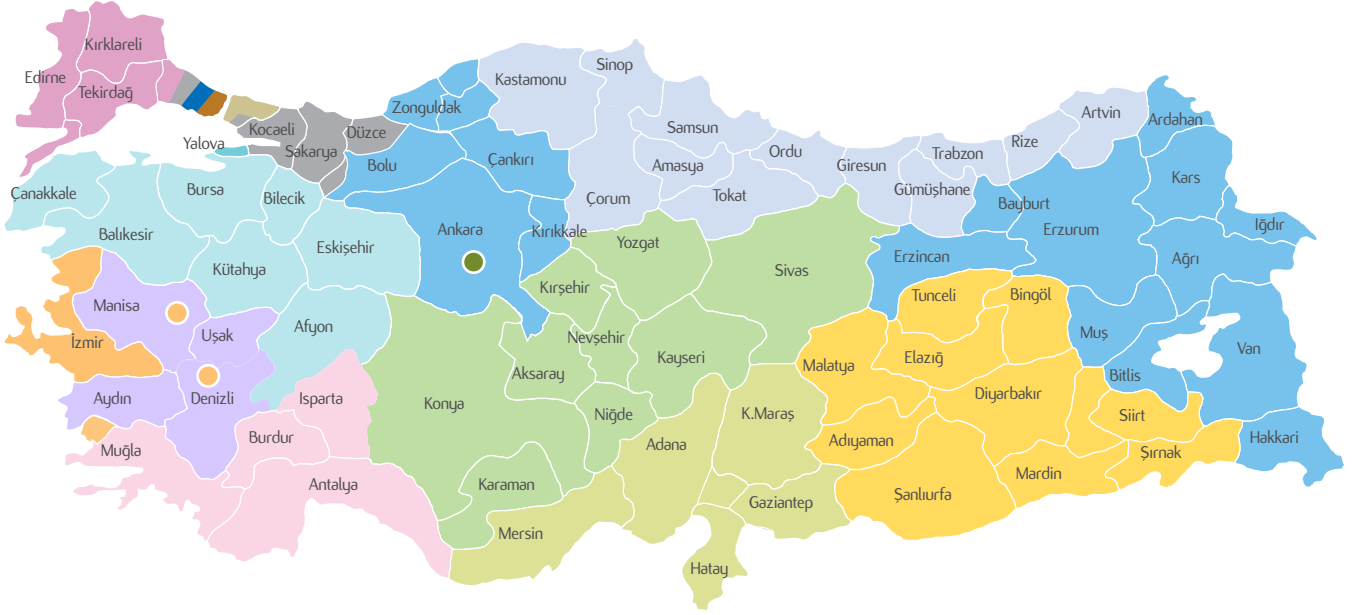 Kırklareli
Edirne
Tekirdağ
Kastamonu
Sinop
Zonguldak
Samsun
Kocaeli
Düzce
Yalova
Sakarya
Bolu
Çankırı
Amasya
Ordu
Giresun
Trabzon
Rize
Artvin
Ardahan
Kars
Çanakkale
Bursa
Bilecik
Çorum
Tokat
Gümüşhane
Bayburt
Erzurum
Iğdır
Balıkesir
Eskişehir
Ankara
Kırıkkale
Yozgat
Sivas
Erzincan
Ağrı
Kütahya
Kırşehir
Tunceli
Bingöl
Manisa
Uşak
Afyon
Nevşehir
Muş
İzmir
Kayseri
Malatya
Elazığ
Van
Aksaray
Bitlis
Aydın
Denizli
Isparta
Konya
Niğde
K.Maraş
Diyarbakır
Siirt
Muğla
Burdur
Adana
Adıyaman
Hakkari
Şırnak
Antalya
Karaman
Gaziantep
Şanlıurfa
Mardin
Mersin
Hatay